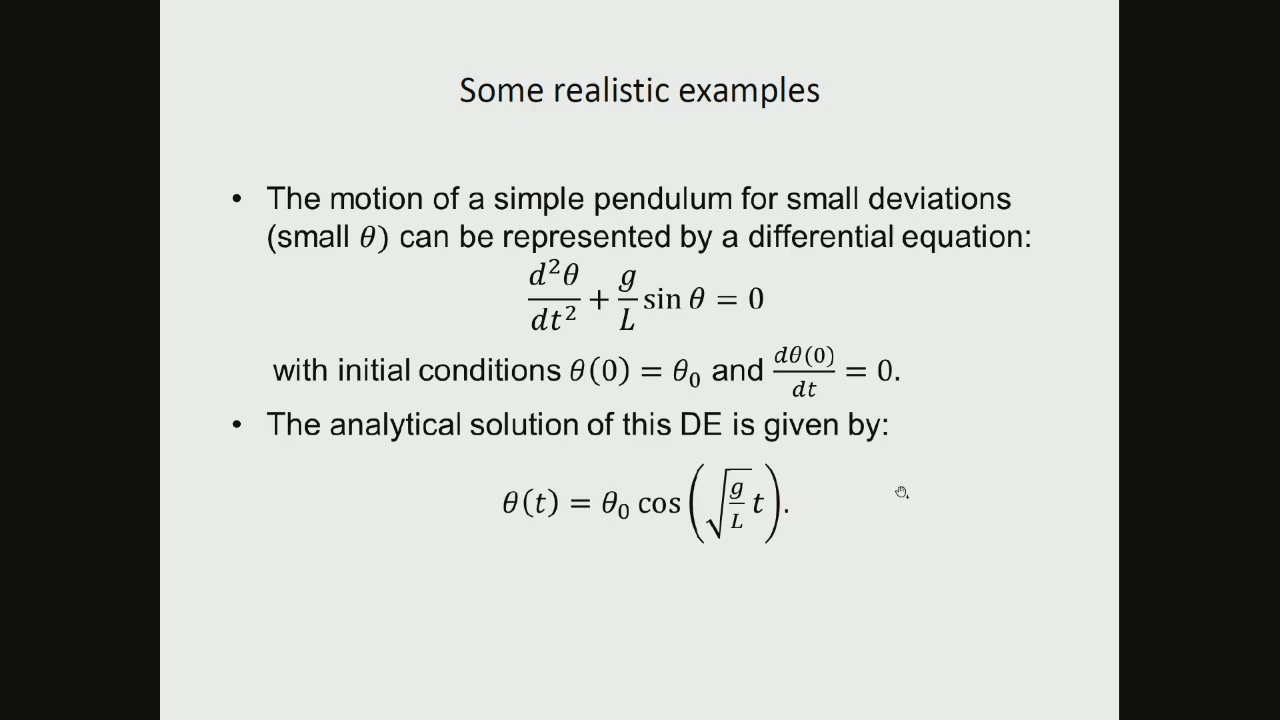 Some realistic examples
• The motion of a simple pendulum for small deviations
(small θ) can be represented by a differential equation:
d²θ/dt² + g/L sin θ = 0
with initial conditions θ(0) = θ₀ and dθ(0)/dt = 0.
• The analytical solution of this DE is given by:
θ(t) = θ₀ cos(√(g/L) t).